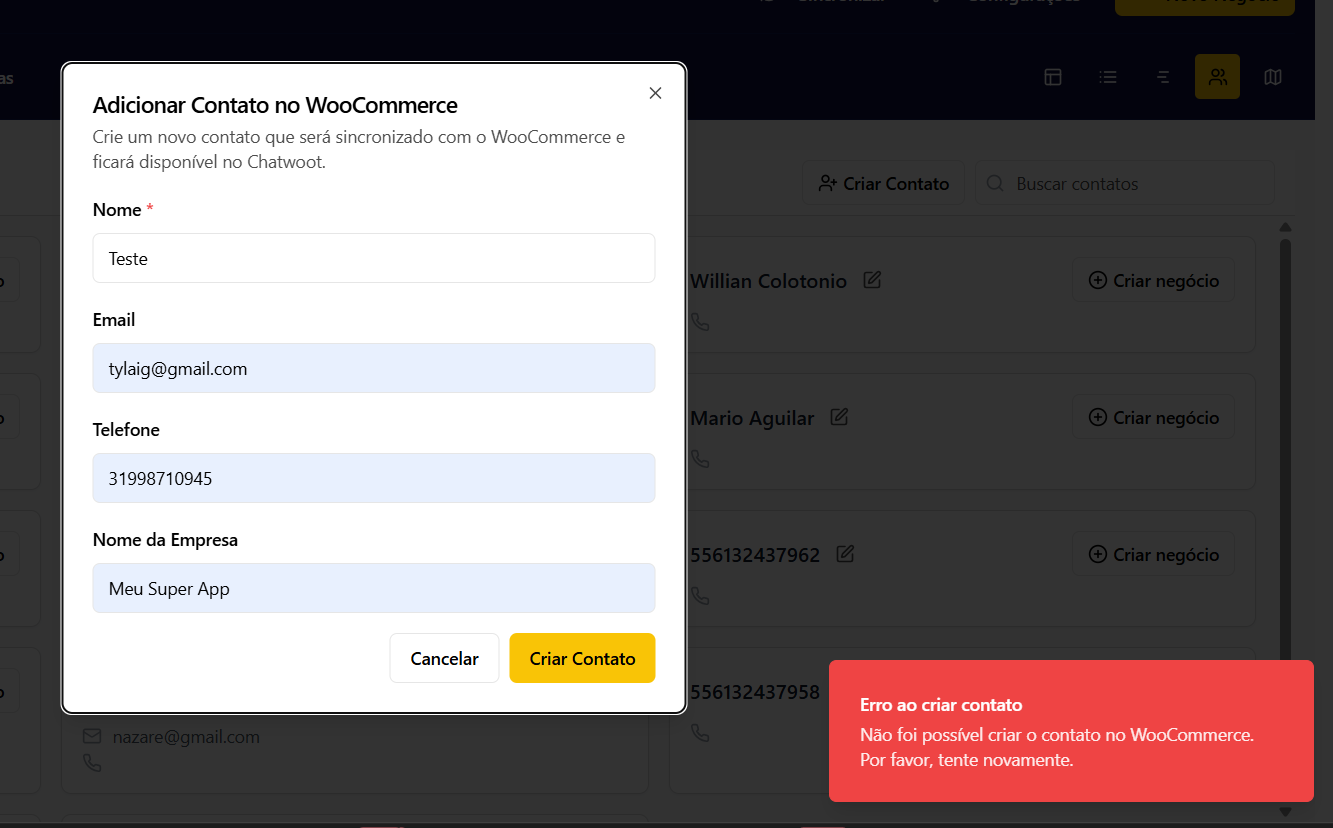 as
Adicionar Contato no WooCommerce
Crie um novo contato que será sincronizado com o WooCommerce e
ficará disponível no Chatwoot.
Nome *
Teste
Email
tylaig@gmail.com
Telefone
31998710945
Nome da Empresa
Meu Super App
Cancelar
Criar Contato
Criar Contato
Buscar contatos
Willian Colotonio
Criar negócio
Mario Aguilar
Criar negócio
556132437962
Criar negócio
556132437958
nazare@gmail.com
Erro ao criar contato
Não foi possível criar o contato no WooCommerce.
Por favor, tente novamente.